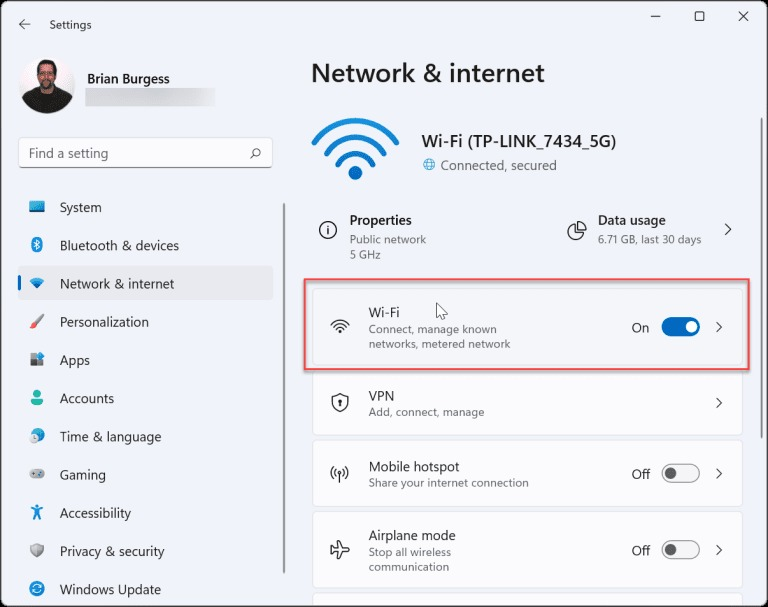 Settings
Brian Burgess
Find a setting
System
Bluetooth & devices
Network & internet
Personalization
Apps
Accounts
Time & language
Gaming
Accessibility
Privacy & security
Windows Update
Network & internet
Wi-Fi (TP-LINK_7434_5G)
Connected, secured
Properties
Public network
5 GHz
Data usage
6.71 GB, last 30 days
Wi-Fi
Connect, manage known
networks, metered network
On
VPN
Add, connect, manage
Mobile hotspot
Share your internet connection
Off
Airplane mode
Stop all wireless
communication
Off